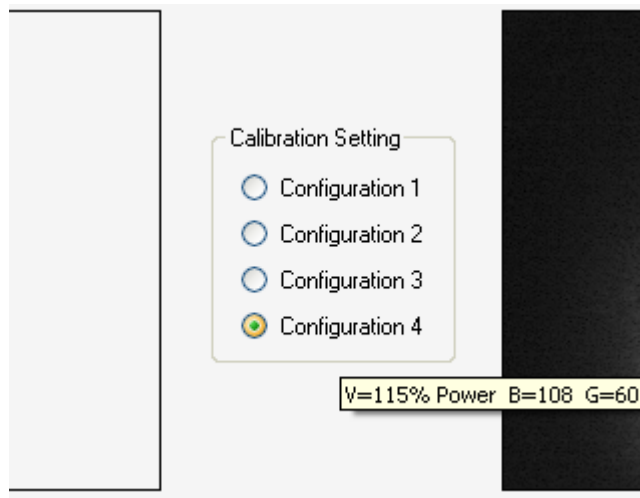 Calibration Setting
Configuration 1
Configuration 2
Configuration 3
Configuration 4
V=115% Power B=108 G=60